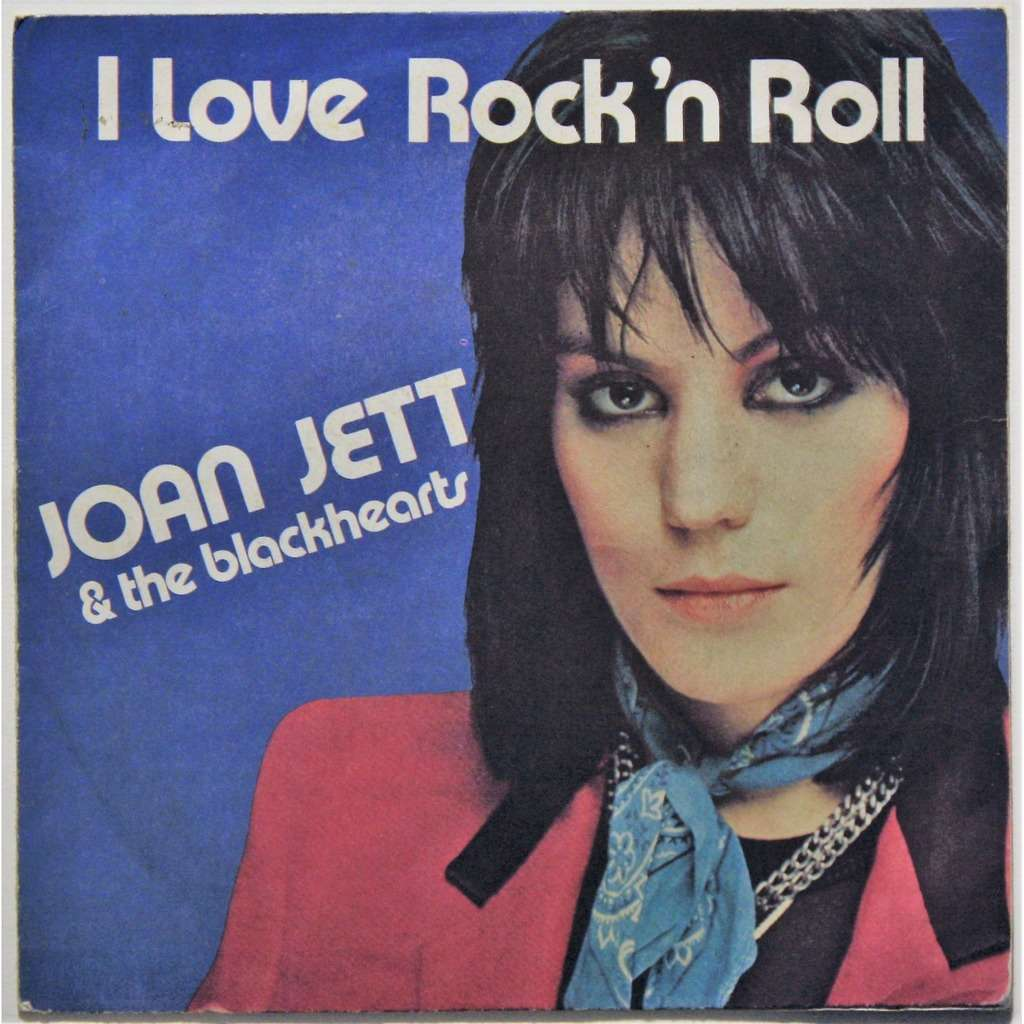 I Love Rock 'n Roll
JOAN JETT
& the blackhearts